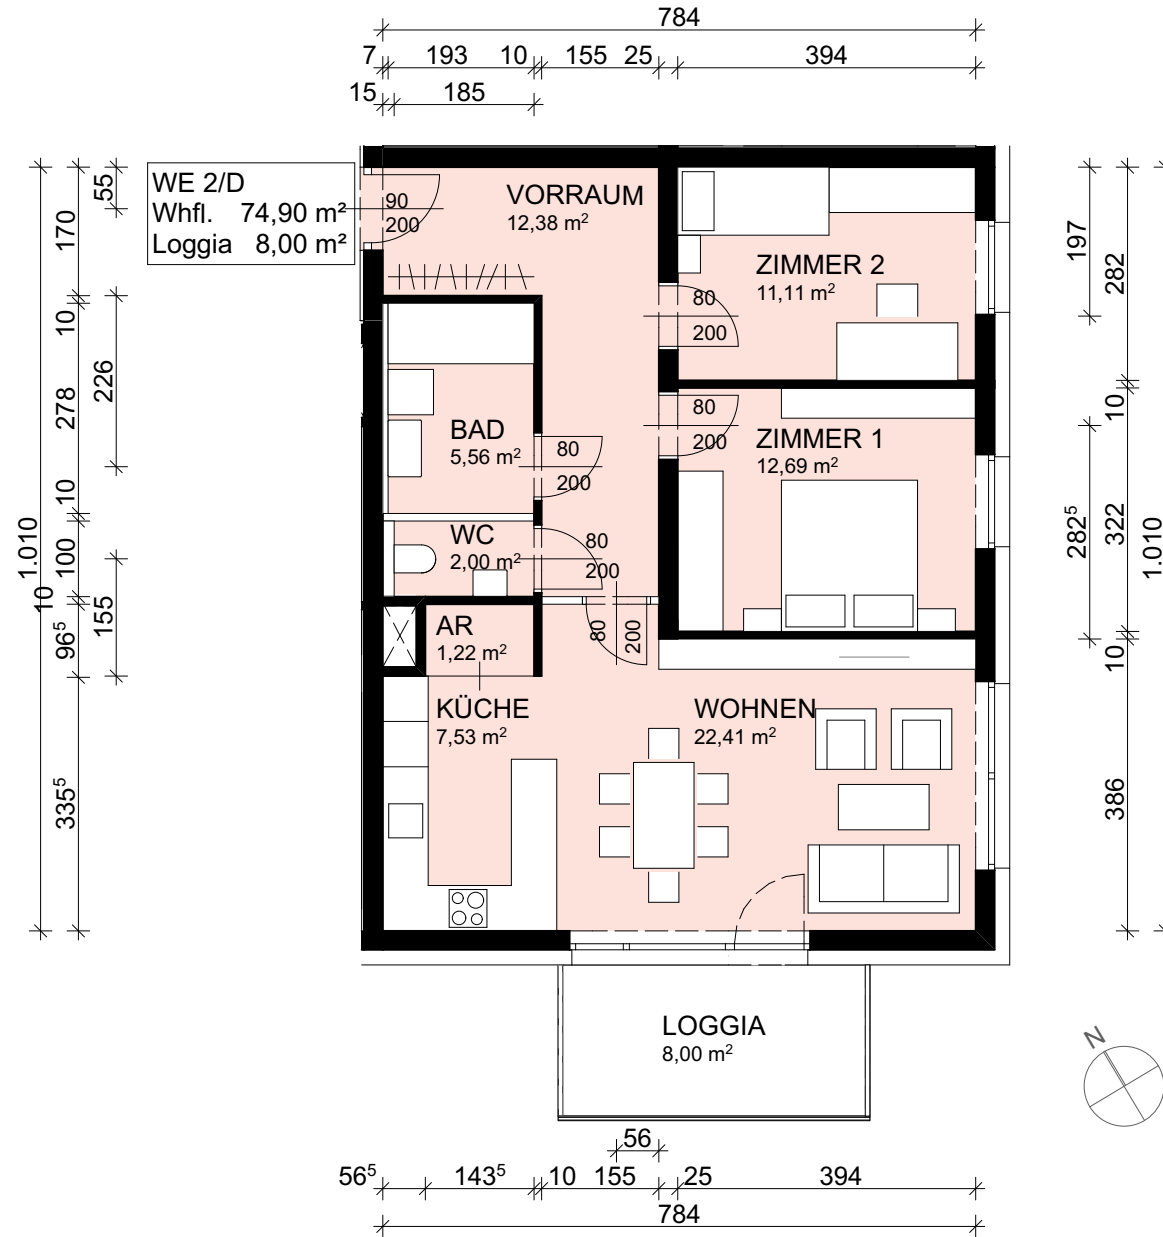 784
7 193 10 155 25 394
15 185
WE 2/D
Whfl. 74,90 m²
Loggia 8,00 m²
90
200
VORRAUM
12,38 m²
ZIMMER 2
11,11 m²
80
200
80
200
ZIMMER 1
12,69 m²
BAD
5,56 m²
80
200
WC
2,00 m²
80
200
80
200
AR
1,22 m²
KÜCHE
7,53 m²
WOHNEN
22,41 m²
LOGGIA
8,00 m²
N
1.010
170
10
278
10
100
10
96⁵
335⁵
55
226
155
197
282⁵
282
10
322
10
386
1.010
56
56⁵ 143⁵ 10 155 25 394
784